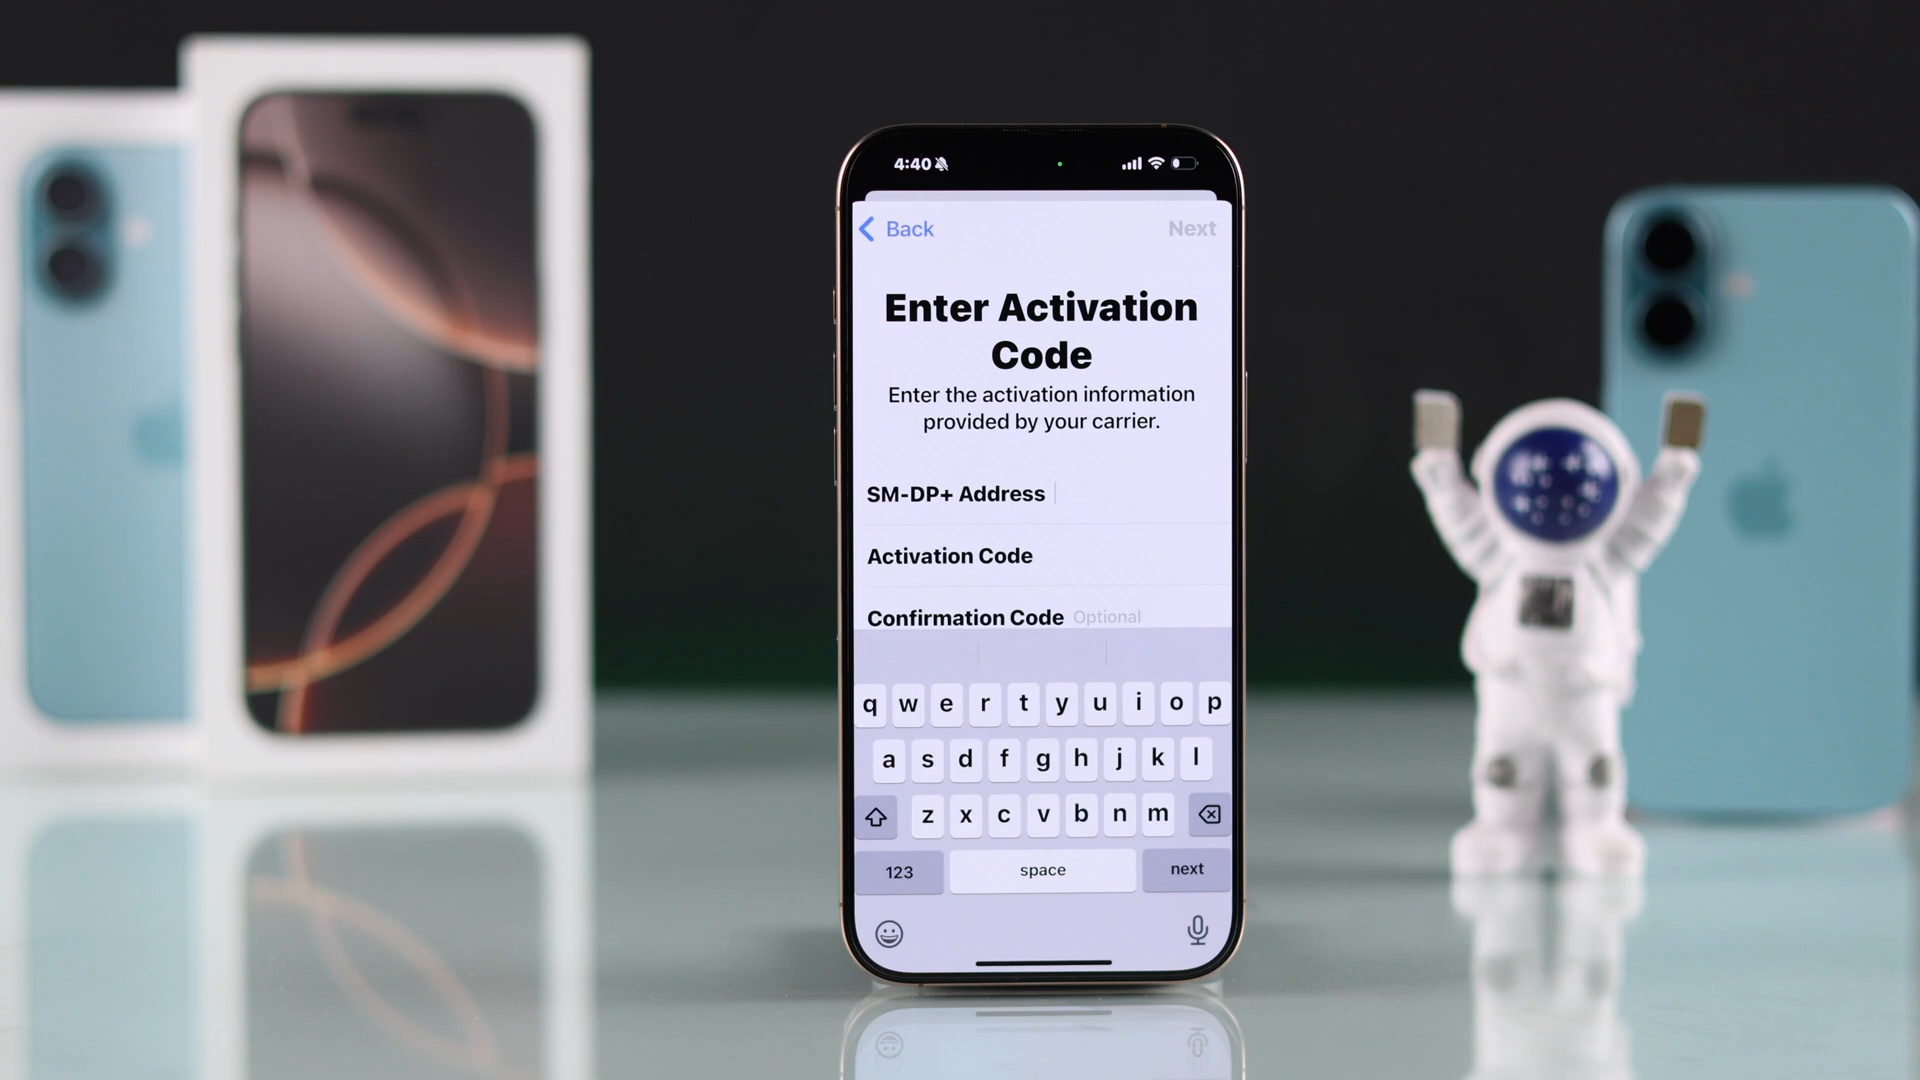 4:40
Back
Next
Enter Activation
Code
Enter the activation information
provided by your carrier.
SM-DP+ Address
Activation Code
Confirmation Code Optional
q w e r t y u i o p
a s d f g h j k l
z x c v b n m
123 space next